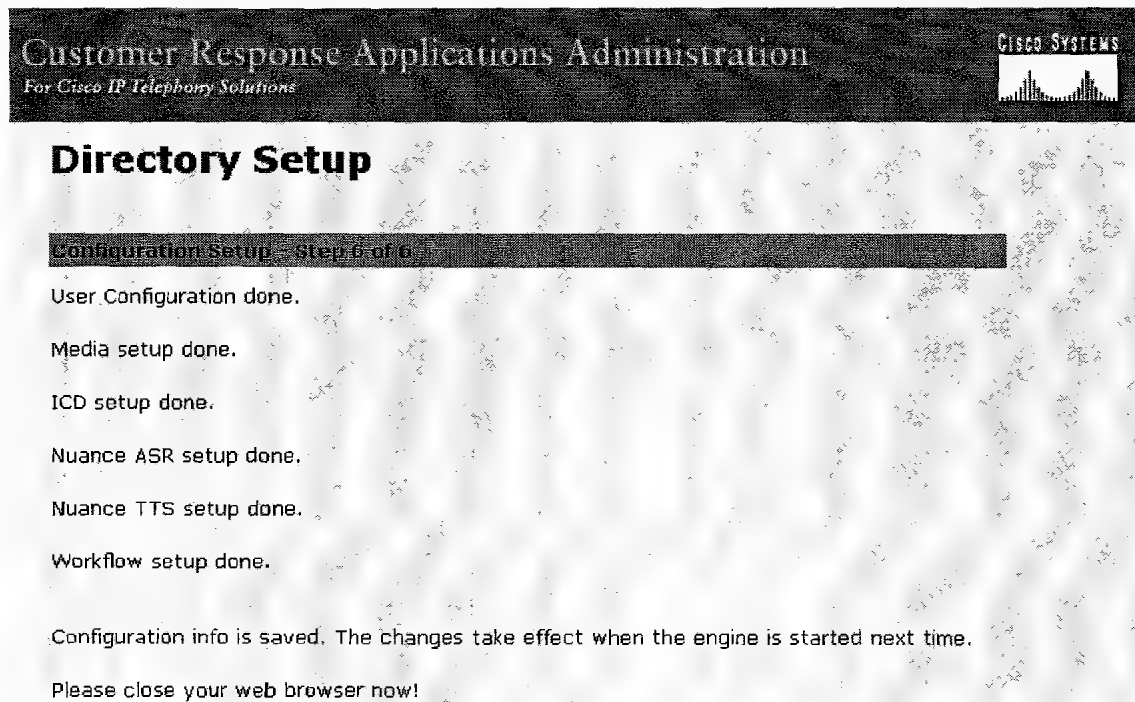 Customer Response Applications Administration
For Cisco IP Telephony Solutions
CISCO SYSTEMS
Directory Setup
Configuration Setup - Step 6 of 6
User Configuration done.
Media setup done.
ICD setup done.
Nuance ASR setup done.
Nuance TTS setup done.
Workflow setup done.
Configuration info is saved. The changes take effect when the engine is started next time.
Please close your web browser now!